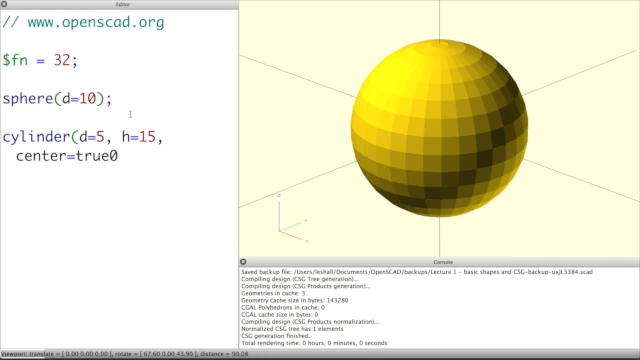 Editor
// www.openscad.org
$fn = 32;
sphere(d=10);
cylinder(d=5, h=15,
center=true0
Console
Saved backup file: /Users/leshall/Documents/OpenSCAD/backups/Lecture 1 - basic shapes and CSG-backup-uxJL3384.scad
Compiling design (CSG Tree generation)...
Compiling design (CSG Products generation)...
Geometries in cache: 3
Geometry cache size in bytes: 143280
CGAL Polyhedrons in cache: 0
CGAL cache size in bytes: 0
Compiling design (CSG Products normalization)...
Normalized CSG tree has 1 elements
CSG generation finished.
Total rendering time: 0 hours, 0 minutes, 0 seconds
Viewport: translate = [ 0.00 0.00 0.00 ], rotate = [ 67.60 0.00 43.90 ], distance = 90.08